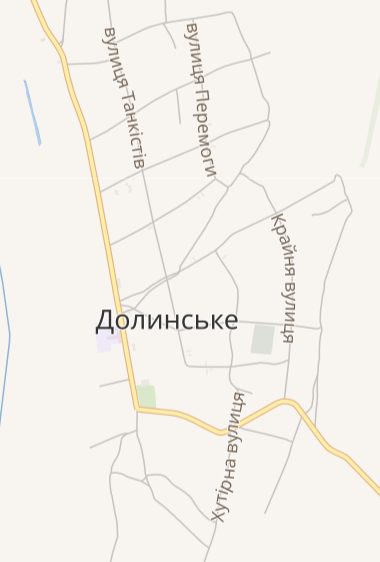 вулиця Танкістів
вулиця Перемоги
Крайня вулиця
Долинське
Хутірна вулиця